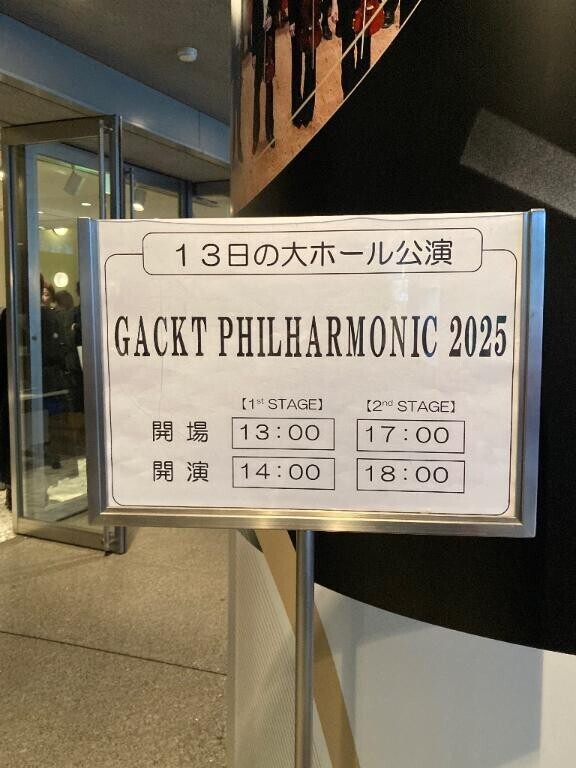 13日の大ホール公演
GACKT PHILHARMONIC 2025
【1st STAGE】 【2nd STAGE】
開場 13:00 17:00
開演 14:00 18:00